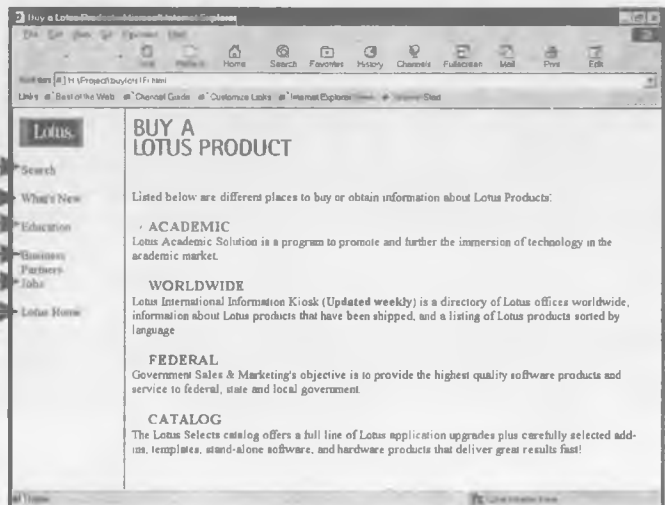 Buy a Lotus Product - Microsoft Internet Explorer
Home Search Favorites History Channels Fullscreen Mail Print Edit
Links Best of the Web Channel Guide Customize Links Internet Explorer Start
Lotus
Search
What's New
Education
Business
Partners
Jobs
Lotus Home
BUY A
LOTUS PRODUCT
Listed below are different places to buy or obtain information about Lotus Products:
ACADEMIC
Lotus Academic Solution is a program to promote and further the immersion of technology in the
academic market.
WORLDWIDE
Lotus International Information Kiosk (Updated weekly) is a directory of Lotus offices worldwide,
information about Lotus products that have been shipped, and a listing of Lotus products sorted by
language
FEDERAL
Government Sales & Marketing's objective is to provide the highest quality software products and
service to federal, state and local government.
CATALOG
The Lotus Selects catalog offers a full line of Lotus application upgrades plus carefully selected add-
ins, templates, stand-alone software, and hardware products that deliver great results fast!